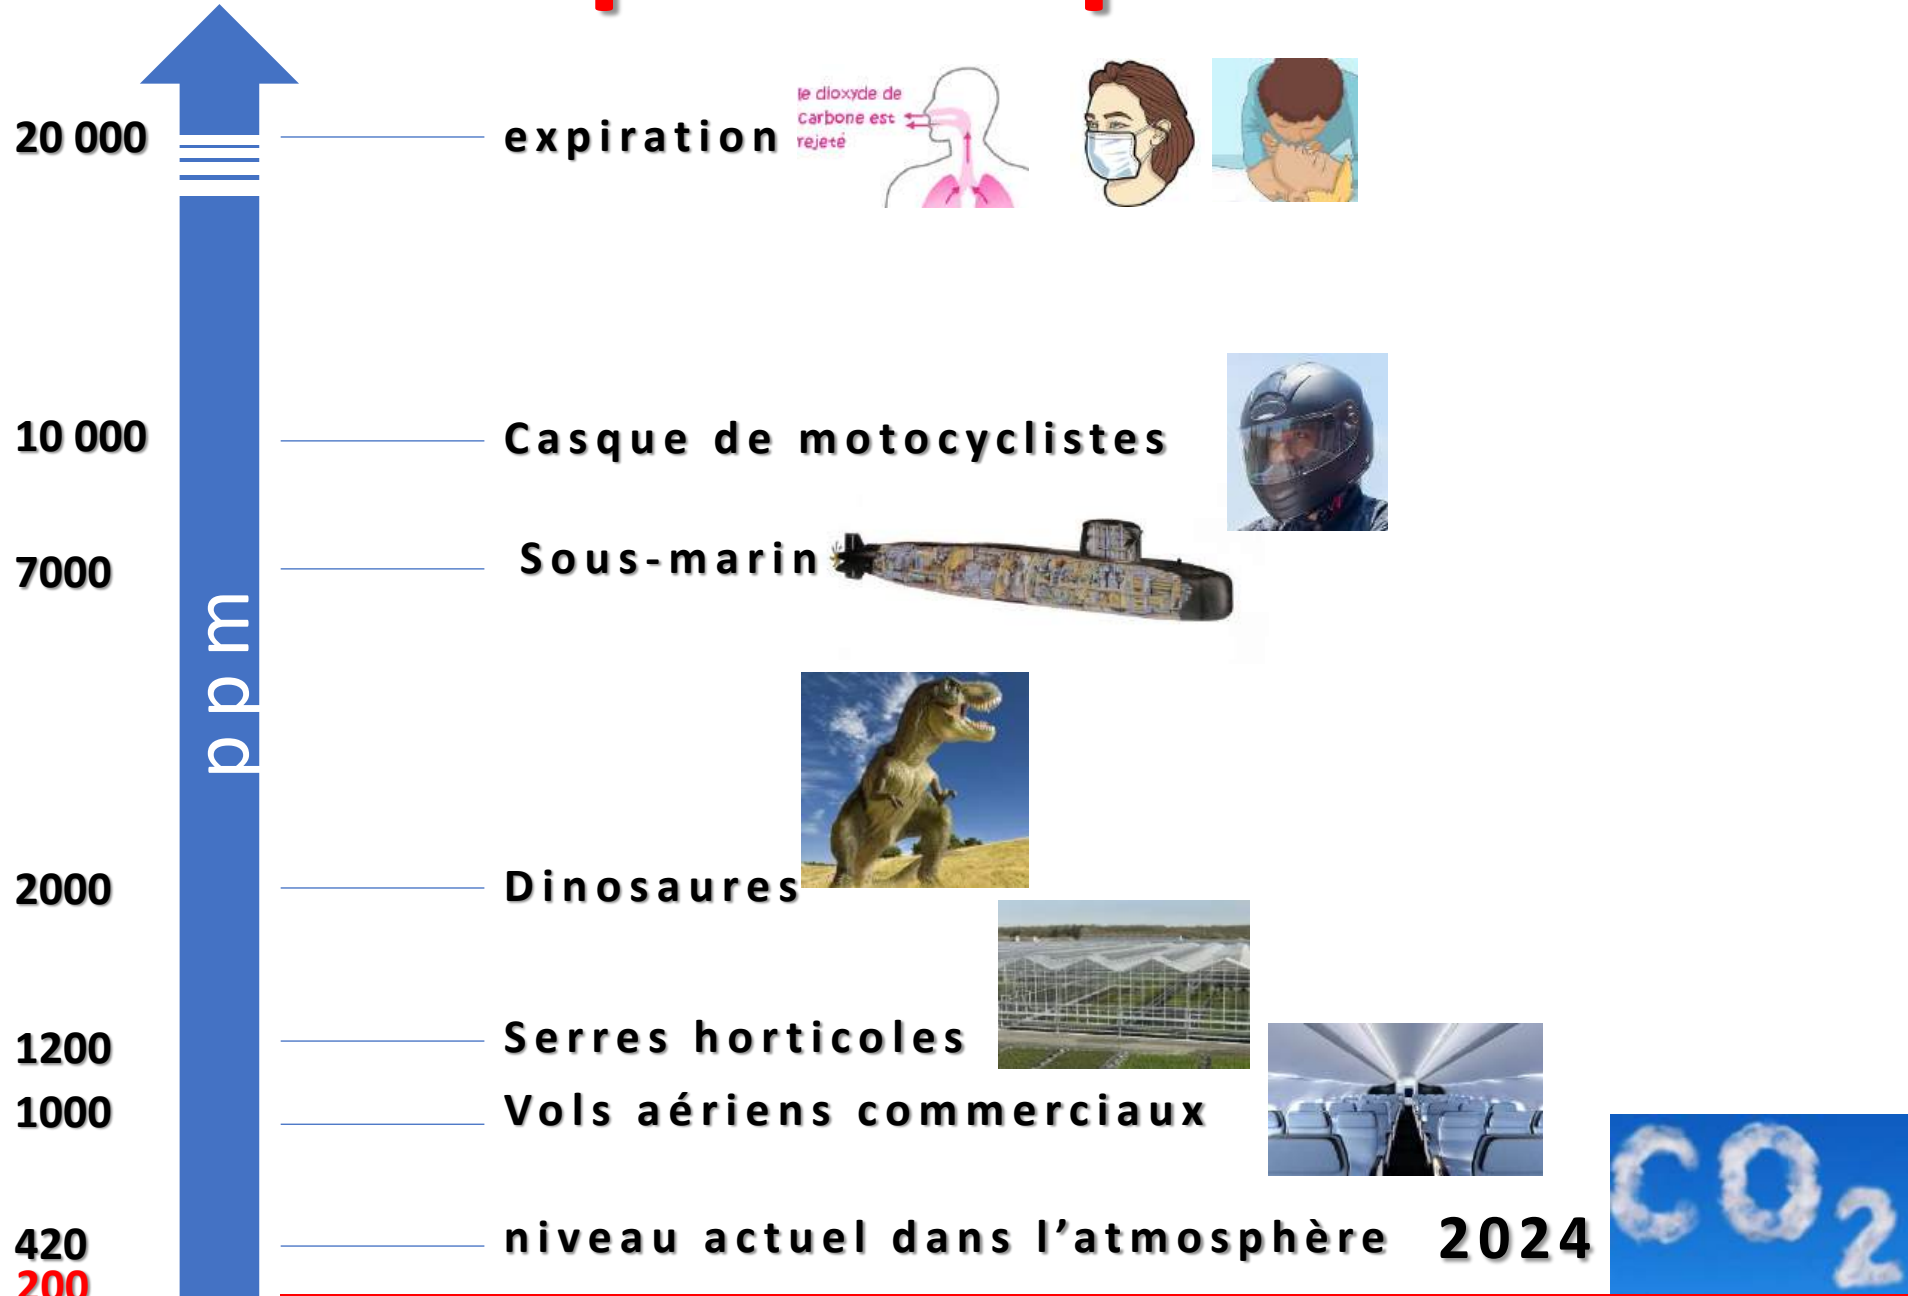 20 000
expiration
le dioxyde de
carbone est
rejeté
10 000
Casque de motocyclistes
7000
Sous-marin
ppm
2000
Dinosaures
1200
Serres horticoles
1000
Vols aériens commerciaux
420
niveau actuel dans l’atmosphère 2024
CO2
200